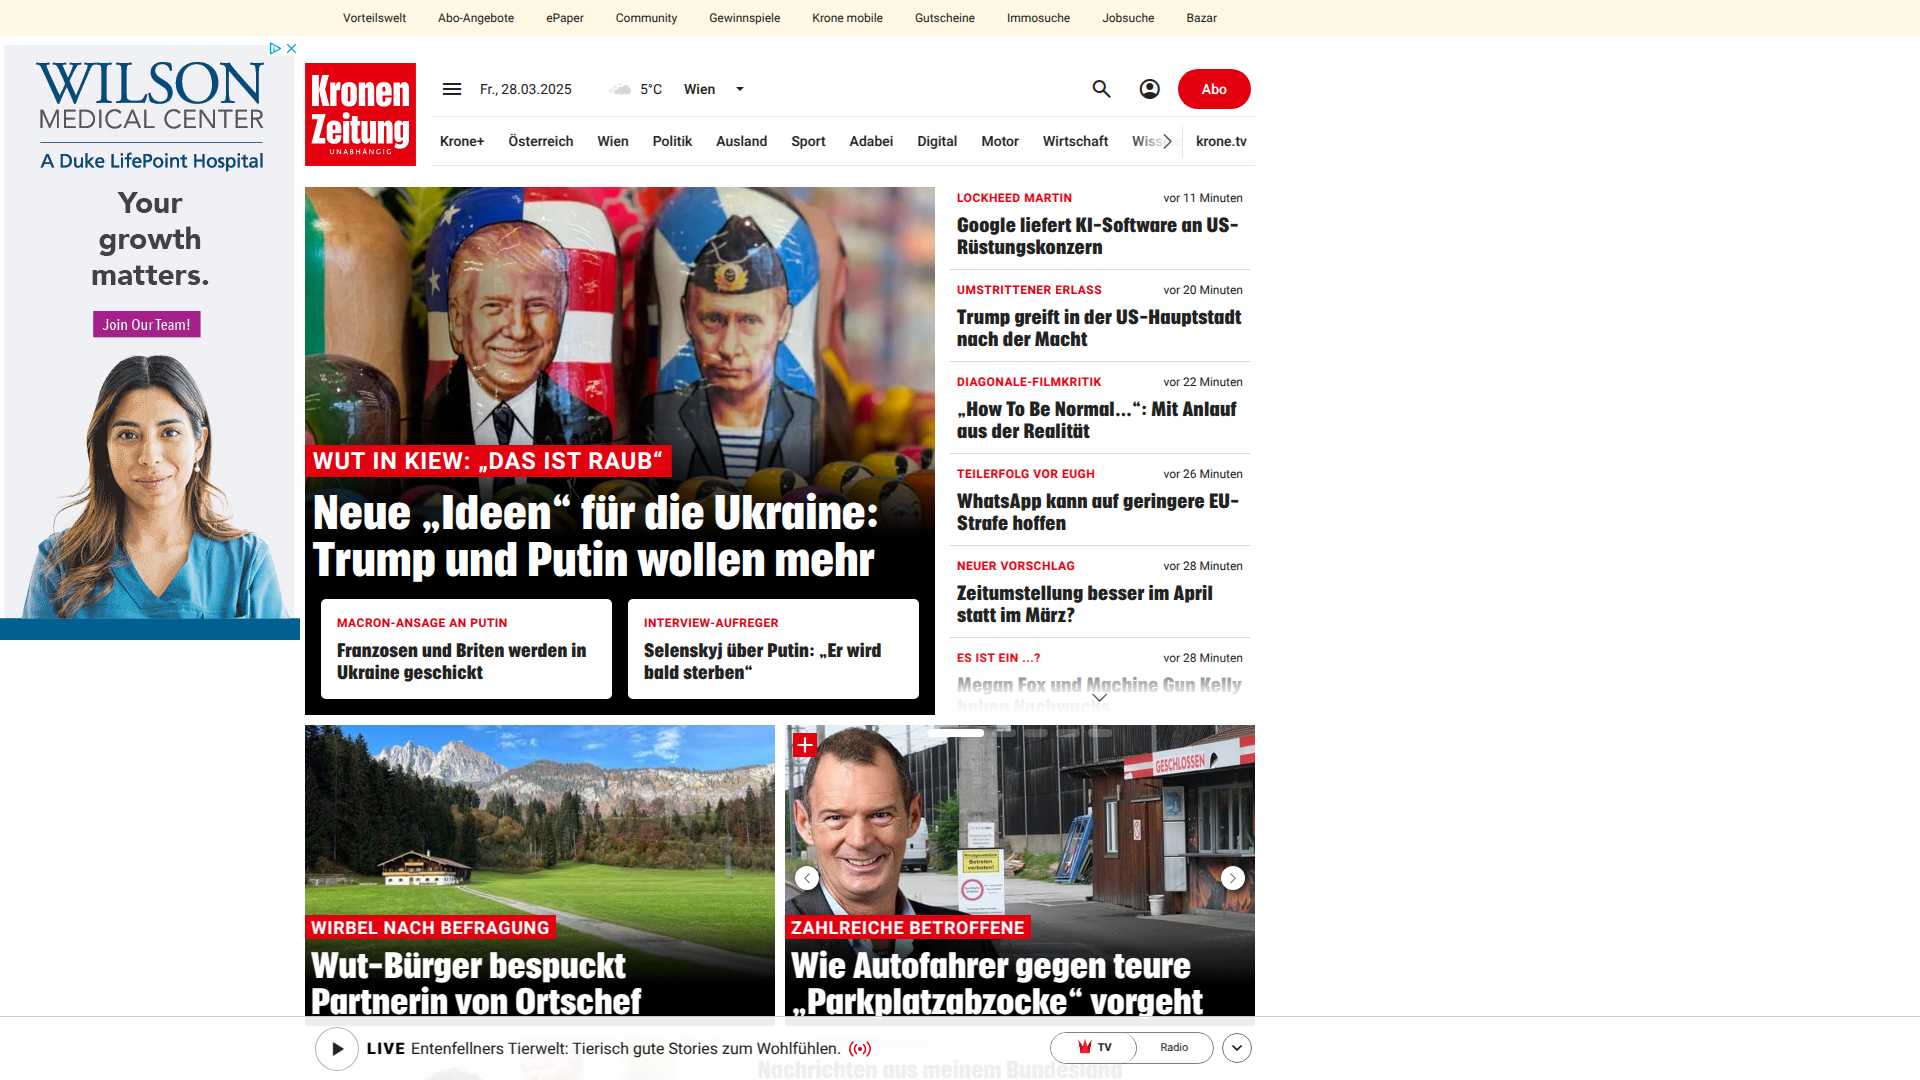 Vorteilswelt Abo-Angebote ePaper Community Gewinnspiele Krone mobile Gutscheine Immosuche Jobsuche Bazar
WILSON
MEDICAL CENTER
A Duke LifePoint Hospital
Your
growth
matters.
Join Our Team!
Kronen
Zeitung
UNABHÄNGIG
Fr., 28.03.2025 5°C Wien Abo
Krone+ Österreich Wien Politik Ausland Sport Adabei Digital Motor Wirtschaft krone.tv
WUT IN KIEW: „DAS IST RAUB“
Neue „Ideen“ für die Ukraine:
Trump und Putin wollen mehr
MACRON-ANSAGE AN PUTIN
Franzosen und Briten werden in
Ukraine geschickt
INTERVIEW-AUFREGER
Selenskyj über Putin: „Er wird
bald sterben“
LOCKHEED MARTIN vor 11 Minuten
Google liefert KI-Software an US-
Rüstungskonzern
UMSTRITTENER ERLASS vor 20 Minuten
Trump greift in der US-Hauptstadt
nach der Macht
DIAGONALE-FILMKRITIK vor 22 Minuten
„How To Be Normal...“: Mit Anlauf
aus der Realität
TEILERFOLG VOR EUGH vor 26 Minuten
WhatsApp kann auf geringere EU-
Strafe hoffen
NEUER VORSCHLAG vor 28 Minuten
Zeitumstellung besser im April
statt im März?
ES IST EIN ...? vor 28 Minuten
Megan Fox und Machine Gun Kelly
haben Nachwuchs
WIRBEL NACH BEFRAGUNG
Wut-Bürger bespuckt
Partnerin von Ortschef
GESCHLOSSEN
Betreten
verboten!
ZAHLREICHE BETROFFENE
Wie Autofahrer gegen teure
„Parkplatzabzocke“ vorgeht
LIVE Entenfellners Tierwelt: Tierisch gute Stories zum Wohlfühlen. TV Radio
Nachrichten aus meinem Bundesland